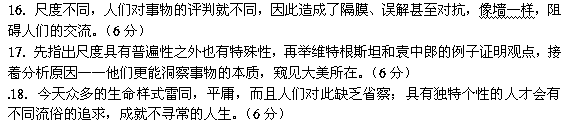 16. 尺度不同，人们对事物的评判就不同，因此造成了隔膜、误解甚至对抗，像墙一样，阻
碍人们的交流。（6 分）
17. 先指出尺度具有普遍性之外也有特殊性，再举维特根斯坦和袁中郎的例子证明观点，接
着分析原因——他们更能洞察事物的本质，窥见大美所在。（6 分）
.18. 今天众多的生命样式雷同，平庸，而且人们对此缺乏省察；具有独特个性的人才会有
不同流俗的追求，成就不寻常的人生。（6 分）